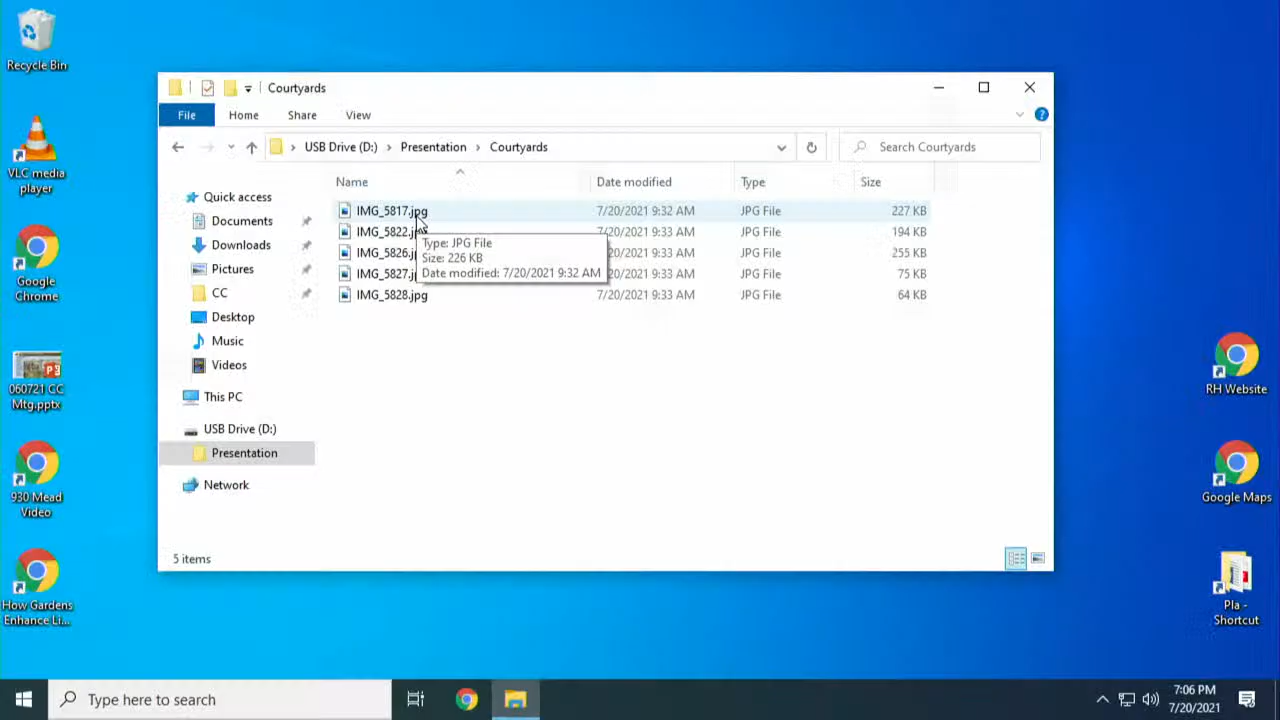 Recycle Bin
VLC media
player
Google
Chrome
060721 CC
Mtg.pptx
930 Mead
Video
How Gardens
Enhance Li...
Courtyards
File
Home
Share
View
USB Drive (D:)
Presentation
Courtyards
Search Courtyards
Name
Date modified
Type
Size
Quick access
Documents
Downloads
Pictures
CC
Desktop
Music
Videos
This PC
USB Drive (D:)
Presentation
Network
IMG_5817.jpg 7/20/2021 9:32 AM JPG File 227 KB
IMG_5822.jp 7/20/2021 9:33 AM JPG File 194 KB
IMG_5826. /20/2021 9:33 AM JPG File 255 KB
IMG_5827.j /20/2021 9:33 AM JPG File 75 KB
IMG_5828.jpg 7/20/2021 9:33 AM JPG File 64 KB
Type: JPG File
Size: 226 KB
Date modified: 7/20/2021 9:32 AM
5 items
RH Website
Google Maps
Pla -
Shortcut
Type here to search
7:06 PM
7/20/2021